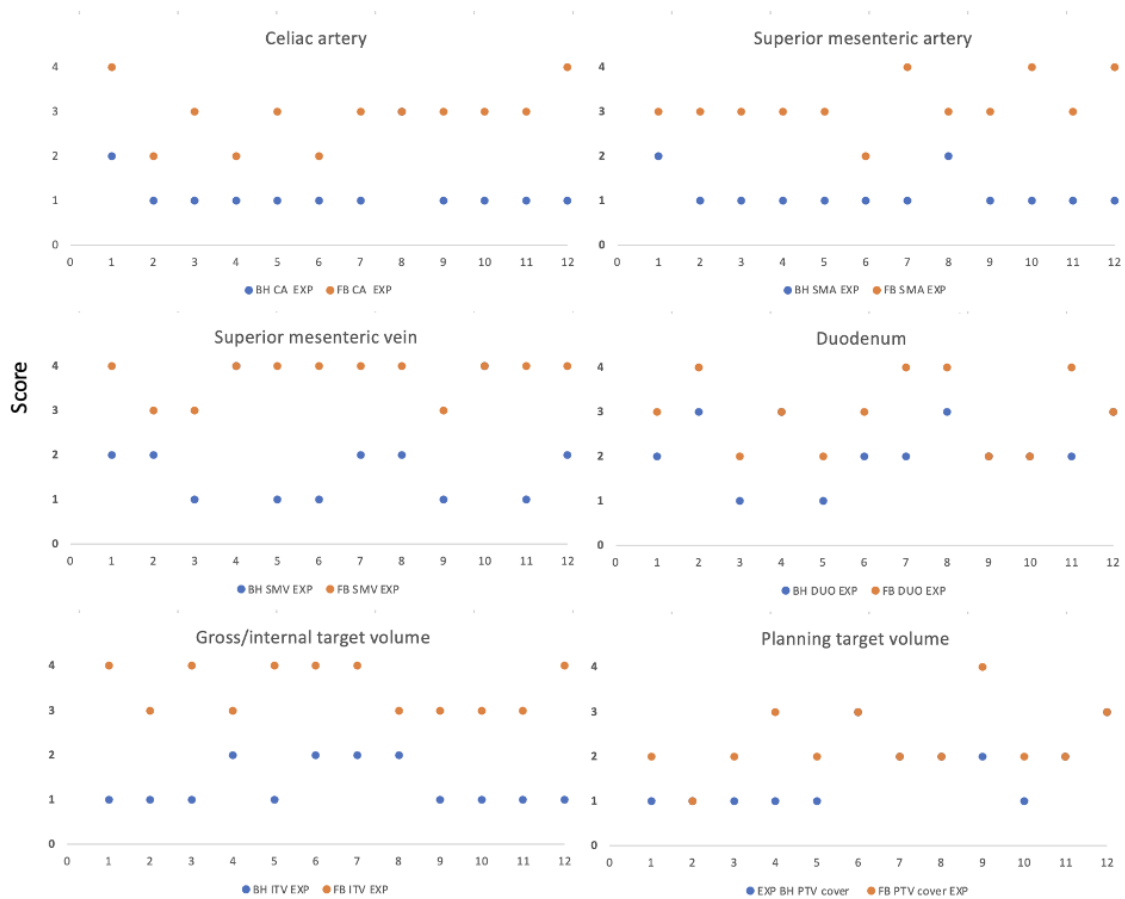 Celiac artery
4
3
2
1
0
0 1 2 3 4 5 6 7 8 9 10 11 12
BH CA EXP FB CA EXP
Superior mesenteric artery
4
3
2
1
0
0 1 2 3 4 5 6 7 8 9 10 11 12
BH SMA EXP FB SMA EXP
Score
Superior mesenteric vein
4
3
2
1
0
0 1 2 3 4 5 6 7 8 9 10 11 12
BH SMV EXP FB SMV EXP
Duodenum
4
3
2
1
0
0 1 2 3 4 5 6 7 8 9 10 11 12
BH DUO EXP FB DUO EXP
Gross/internal target volume
4
3
2
1
0
0 1 2 3 4 5 6 7 8 9 10 11 12
BH ITV EXP FB ITV EXP
Planning target volume
4
3
2
1
0
0 1 2 3 4 5 6 7 8 9 10 11 12
EXP BH PTV cover FB PTV cover EXP